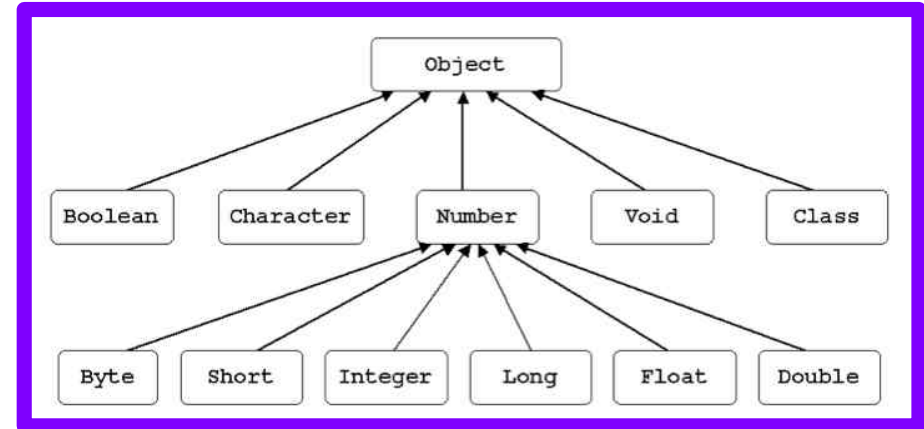 Object
Boolean Character Number Void Class
Byte Short Integer Long Float Double